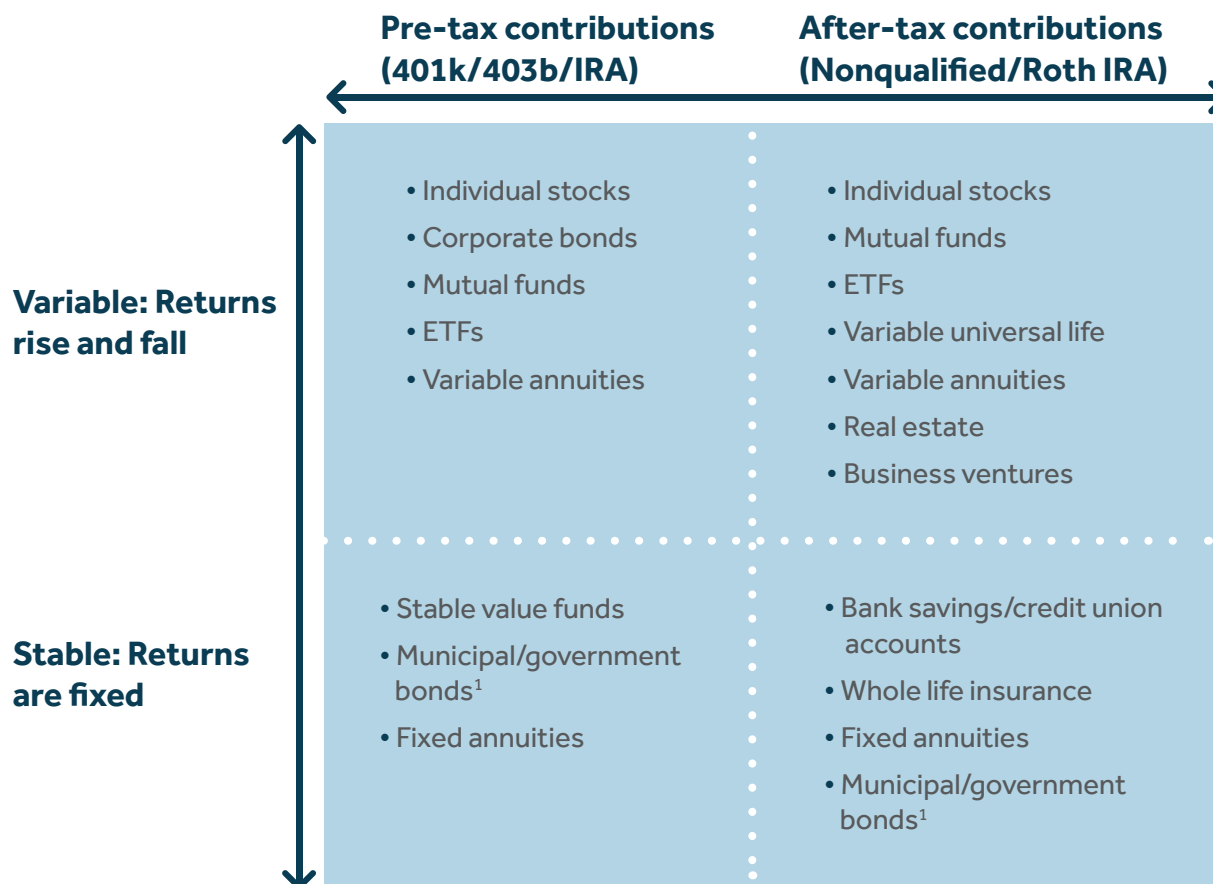 Pre-tax contributions
(401k/403b/IRA)
After-tax contributions
(Nonqualified/Roth IRA)
Variable: Returns
rise and fall
• Individual stocks
• Corporate bonds
• Mutual funds
• ETFs
• Variable annuities
• Individual stocks
• Mutual funds
• ETFs
• Variable universal life
• Variable annuities
• Real estate
• Business ventures
Stable: Returns
are fixed
• Stable value funds
• Municipal/government
bonds¹
• Fixed annuities
• Bank savings/credit union
accounts
• Whole life insurance
• Fixed annuities
• Municipal/government
bonds¹